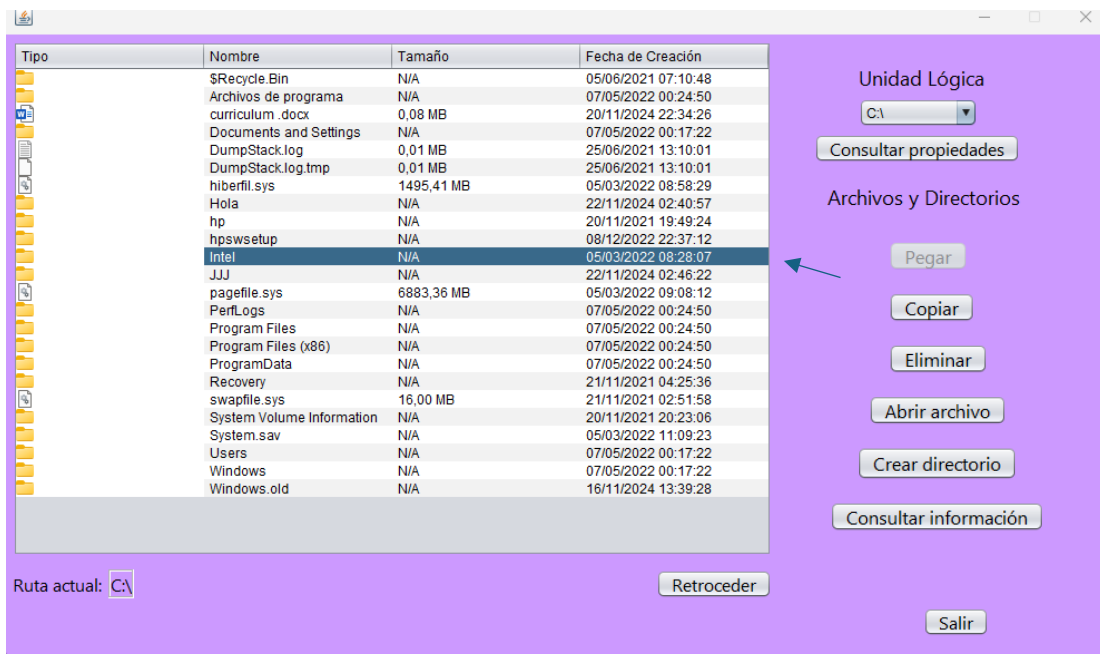 Tipo Nombre Tamaño Fecha de Creación
$Recycle.Bin N/A 05/06/2021 07:10:48
Archivos de programa N/A 07/05/2022 00:24:50
curriculum .docx 0,08 MB 20/11/2024 22:34:26
Documents and Settings N/A 07/05/2022 00:17:22
DumpStack.log 0,01 MB 25/06/2021 13:10:01
DumpStack.log.tmp 0,01 MB 25/06/2021 13:10:01
hiberfil.sys 1495,41 MB 05/03/2022 08:58:29
Hola N/A 22/11/2024 02:40:57
hp N/A 20/11/2021 19:49:24
hpswsetup N/A 08/12/2022 22:37:12
Intel N/A 05/03/2022 08:28:07
JJJ N/A 22/11/2024 02:46:22
pagefile.sys 6883,36 MB 05/03/2022 09:08:12
PerfLogs N/A 07/05/2022 00:24:50
Program Files N/A 07/05/2022 00:24:50
Program Files (x86) N/A 07/05/2022 00:24:50
ProgramData N/A 07/05/2022 00:24:50
Recovery N/A 21/11/2021 04:25:36
swapfile.sys 16,00 MB 21/11/2021 02:51:58
System Volume Information N/A 20/11/2021 20:23:06
System.sav N/A 05/03/2022 11:09:23
Users N/A 07/05/2022 00:17:22
Windows N/A 07/05/2022 00:17:22
Windows.old N/A 16/11/2024 13:39:28
Ruta actual: C:\
Retroceder
Unidad Lógica
C:\
Consultar propiedades
Archivos y Directorios
Pegar
Copiar
Eliminar
Abrir archivo
Crear directorio
Consultar información
Salir